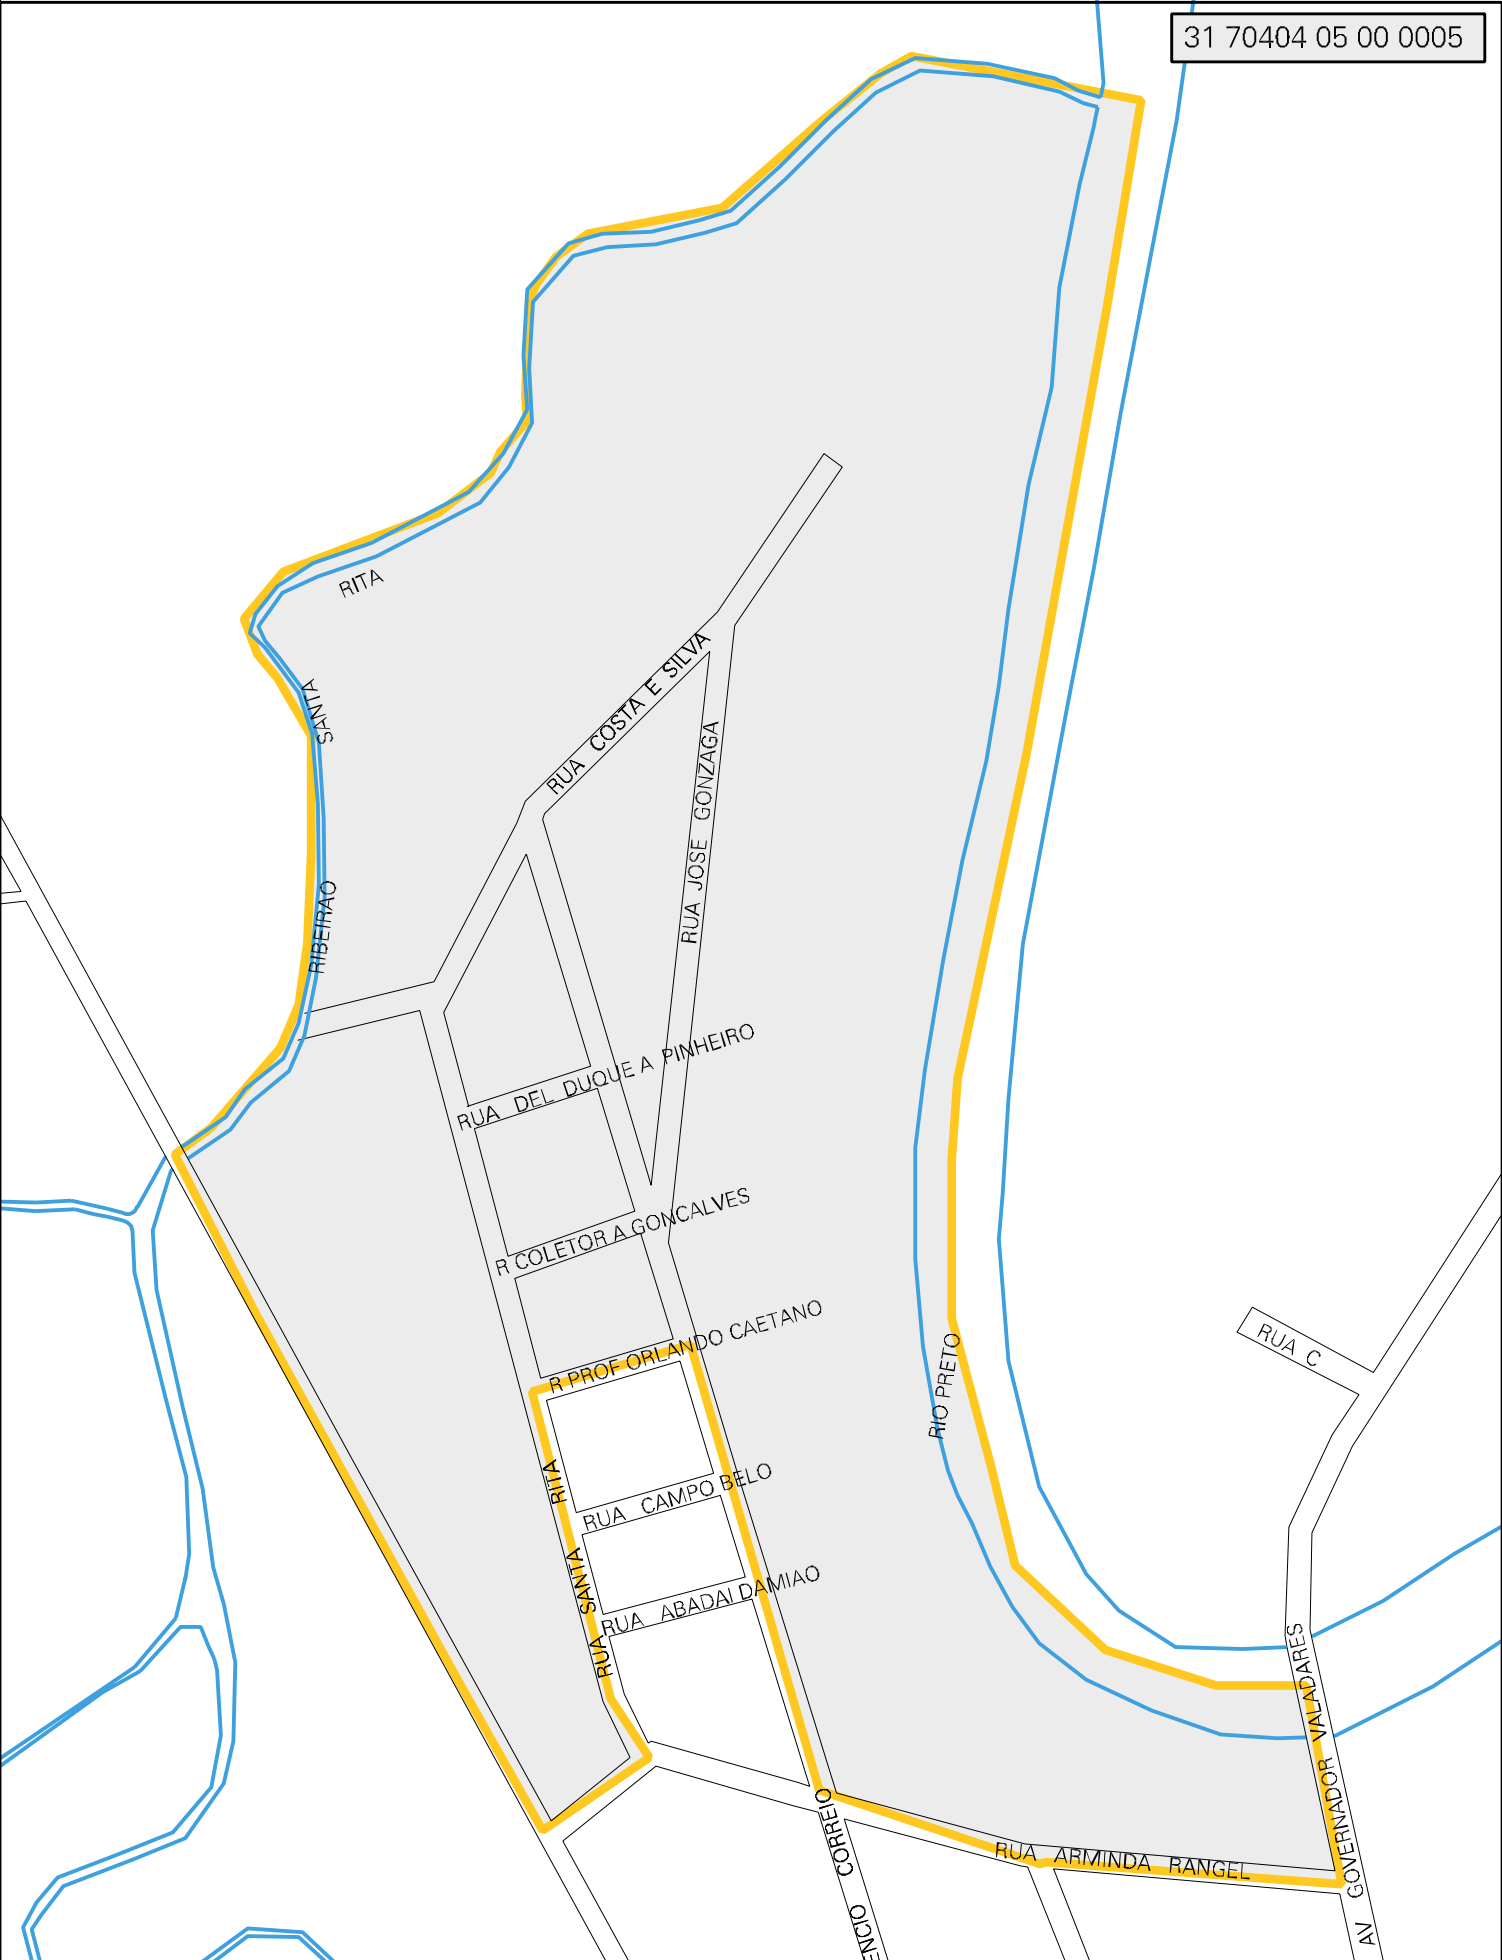 31 70404 05 00 0005
RIBEIRAO SANTA RITA
RUA COSTA E SILVA
RUA JOSE GONZAGA
RUA DEL DUQUE A PINHEIRO
R COLETOR A GONCALVES
R PROF ORLANDO CAETANO
RUA C
RIO PRETO
RUA CAMPO BELO
RUA SANTA RITA
RUA ABADAI DAMIAO
ENCIO CORREIO
RUA ARMINDA RANGEL
AV GOVERNADOR VALADARES